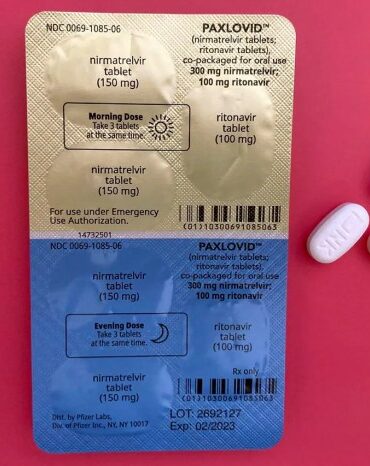 NDC 0069-1085-06
PAXLOVID™
(nirmatrelvir tablets;
ritonavir tablets),
co-packaged for oral use
300 mg nirmatrelvir;
100 mg ritonavir
nirmatrelvir
tablet
(150 mg)
Morning Dose
Take 3 tablets
at the same time.
ritonavir
tablet
(100 mg)
nirmatrelvir
tablet
(150 mg)
For use under Emergency
Use Authorization.
(01)10300691085063
14732501
NDC 0069-1085-06
PAXLOVID™
(nirmatrelvir tablets;
ritonavir tablets),
co-packaged for oral use
300 mg nirmatrelvir;
100 mg ritonavir
nirmatrelvir
tablet
(150 mg)
Evening Dose
Take 3 tablets
at the same time.
ritonavir
tablet
(100 mg)
nirmatrelvir
tablet
(150 mg)
Rx only
(01)10300691085063
Dist. by Pfizer Labs,
Div. of Pfizer Inc., NY, NY 10017
LOT: 2692127
Exp: 02/2023